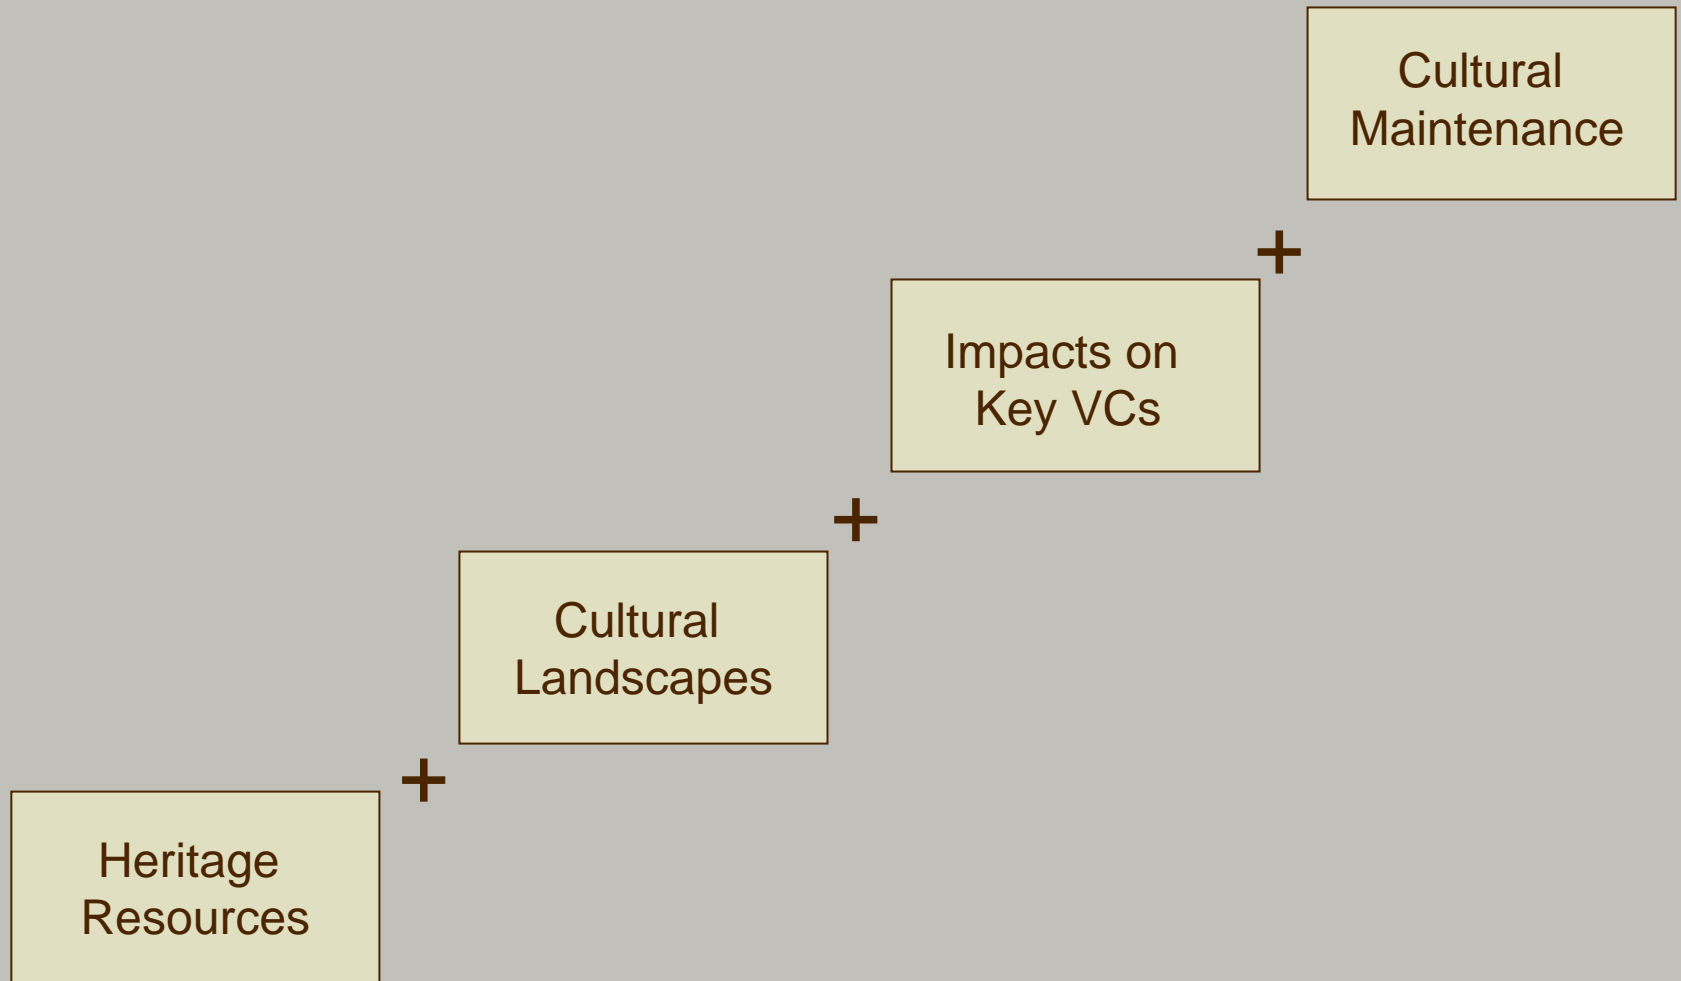 Cultural
Maintenance
+
Impacts on
Key VCs
+
Cultural
Landscapes
+
Heritage
Resources